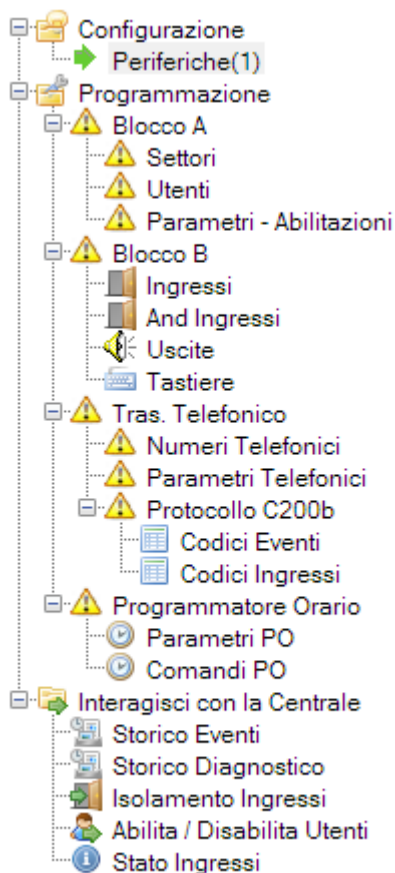 Configurazione
Periferiche(1)
Programmazione
Blocco A
Settori
Utenti
Parametri - Abilitazioni
Blocco B
Ingressi
And Ingressi
Uscite
Tastiere
Tras. Telefonico
Numeri Telefonici
Parametri Telefonici
Protocollo C200b
Codici Eventi
Codici Ingressi
Programmatore Orario
Parametri PO
Comandi PO
Interagisci con la Centrale
Storico Eventi
Storico Diagnostico
Isolamento Ingressi
Abilita / Disabilita Utenti
Stato Ingressi